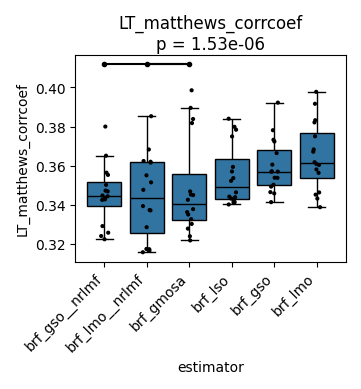 LT_matthews_corrcoef
p = 1.53e-06
LT_matthews_corrcoef
0.40
0.38
0.36
0.34
0.32
brf_gso__nrlmf
brf_lmo__nrlmf
brf_gmosa
brf_lso
brf_gso
brf_lmo
estimator